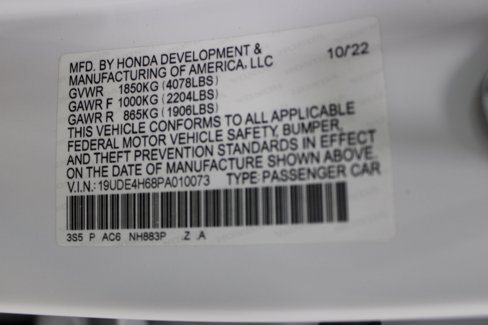 MFD. BY HONDA DEVELOPMENT & 10/22
MANUFACTURING OF AMERICA, LLC
GVWR 1850KG (4078LBS)
GAWR F 1000KG (2204LBS)
GAWR R 865KG (1906LBS)
THIS VEHICLE CONFORMS TO ALL APPLICABLE
FEDERAL MOTOR VEHICLE SAFETY, BUMPER,
AND THEFT PREVENTION STANDARDS IN EFFECT
ON THE DATE OF MANUFACTURE SHOWN ABOVE.
V.I.N.: 19UDE4H68PA010073 TYPE: PASSENGER CAR
3S5 P AC6 NH883P .Z .A